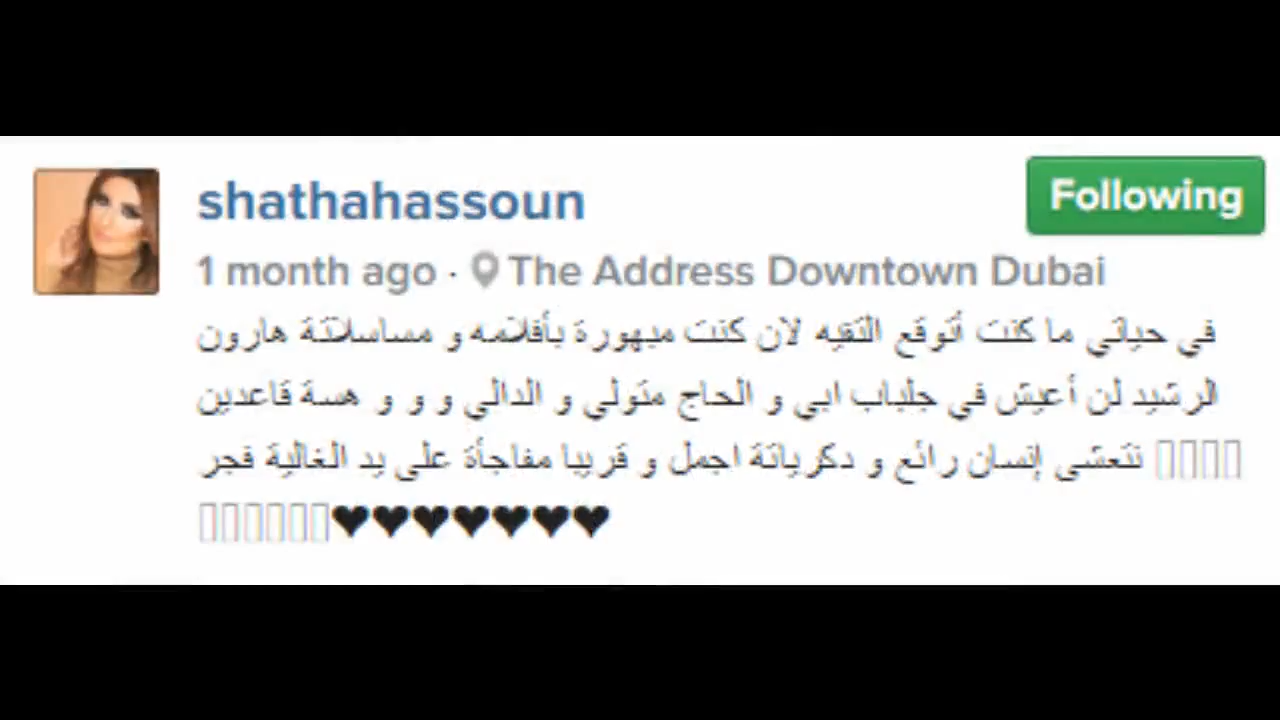 shathahassoun
Following
1 month ago · The Address Downtown Dubai
في حياتي ما كنت أتوقع التقيه لان كنت مبهورة بأفلامه و مساسلاتة هارون
الرشيد لن أعيش في جلباب ابي و الحاج متولي و الدالي و و و هسة قاعدين
نتعشى إنسان رائع و دكرياتة اجمل و قريبا مفاجأة على يد الغالية فجر
❤❤❤❤❤❤❤